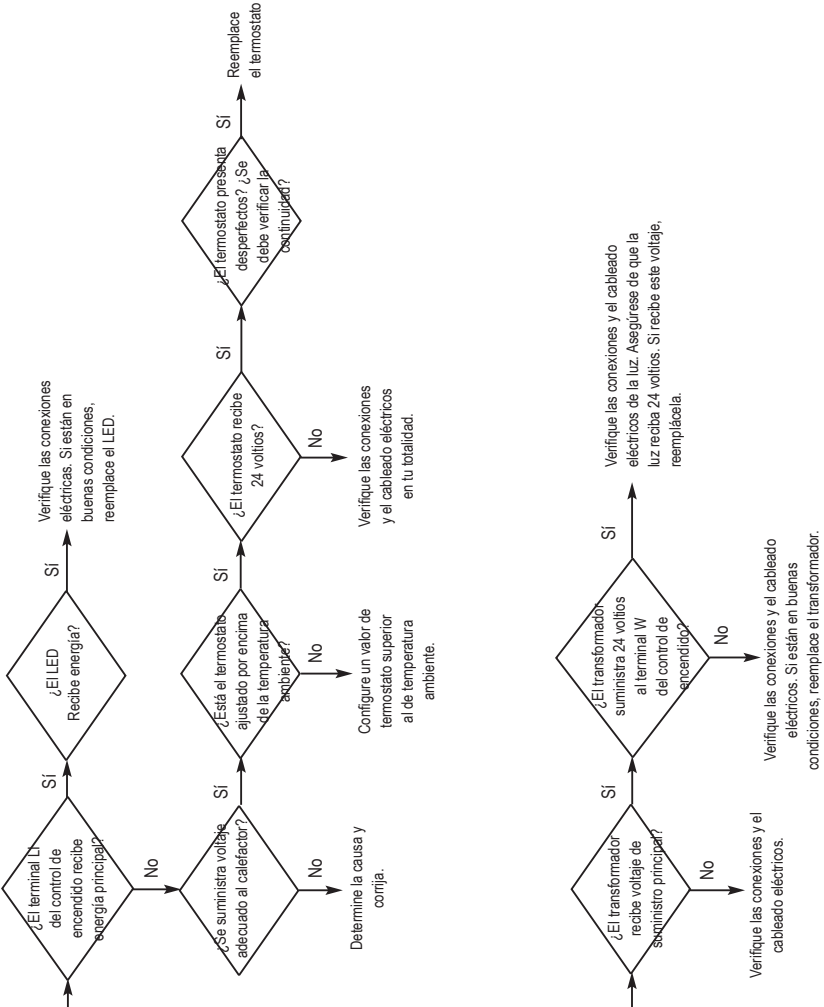 ¿El terminal LI
del control de
encendido recibe
energía principal?
Sí
¿El LED
Recibe energía?
Sí
Verifique las conexiones
eléctricas. Si están en
buenas condiciones,
reemplace el LED.
No
¿Se suministra voltaje
adecuado al calefactor?
No
Determine la causa y
corrija.
Sí
¿Está el termostato
ajustado por encima
de la temperatura
ambiente?
No
Configure un valor de
termostato superior
al de temperatura
ambiente.
Sí
¿El termostato recibe
24 voltios?
No
Verifique las conexiones
y el cableado eléctricos
en tu totalidad.
Sí
¿El termostato presenta
desperfectos? ¿Se
debe verificar la
continuidad?
Sí
Reemplace
el termostato
¿El transformador
recibe voltaje de
suministro principal?
No
Verifique las conexiones y el
cableado eléctricos.
Sí
¿El transformador
suministra 24 voltios
al terminal W
del control de
encendido?
No
Verifique las conexiones y el cableado
eléctricos. Si están en buenas
condiciones, reemplace el transformador.
Sí
Verifique las conexiones y el cableado
eléctricos de la luz. Asegúrese de que la
luz reciba 24 voltios. Si recibe este voltaje,
reemplácela.